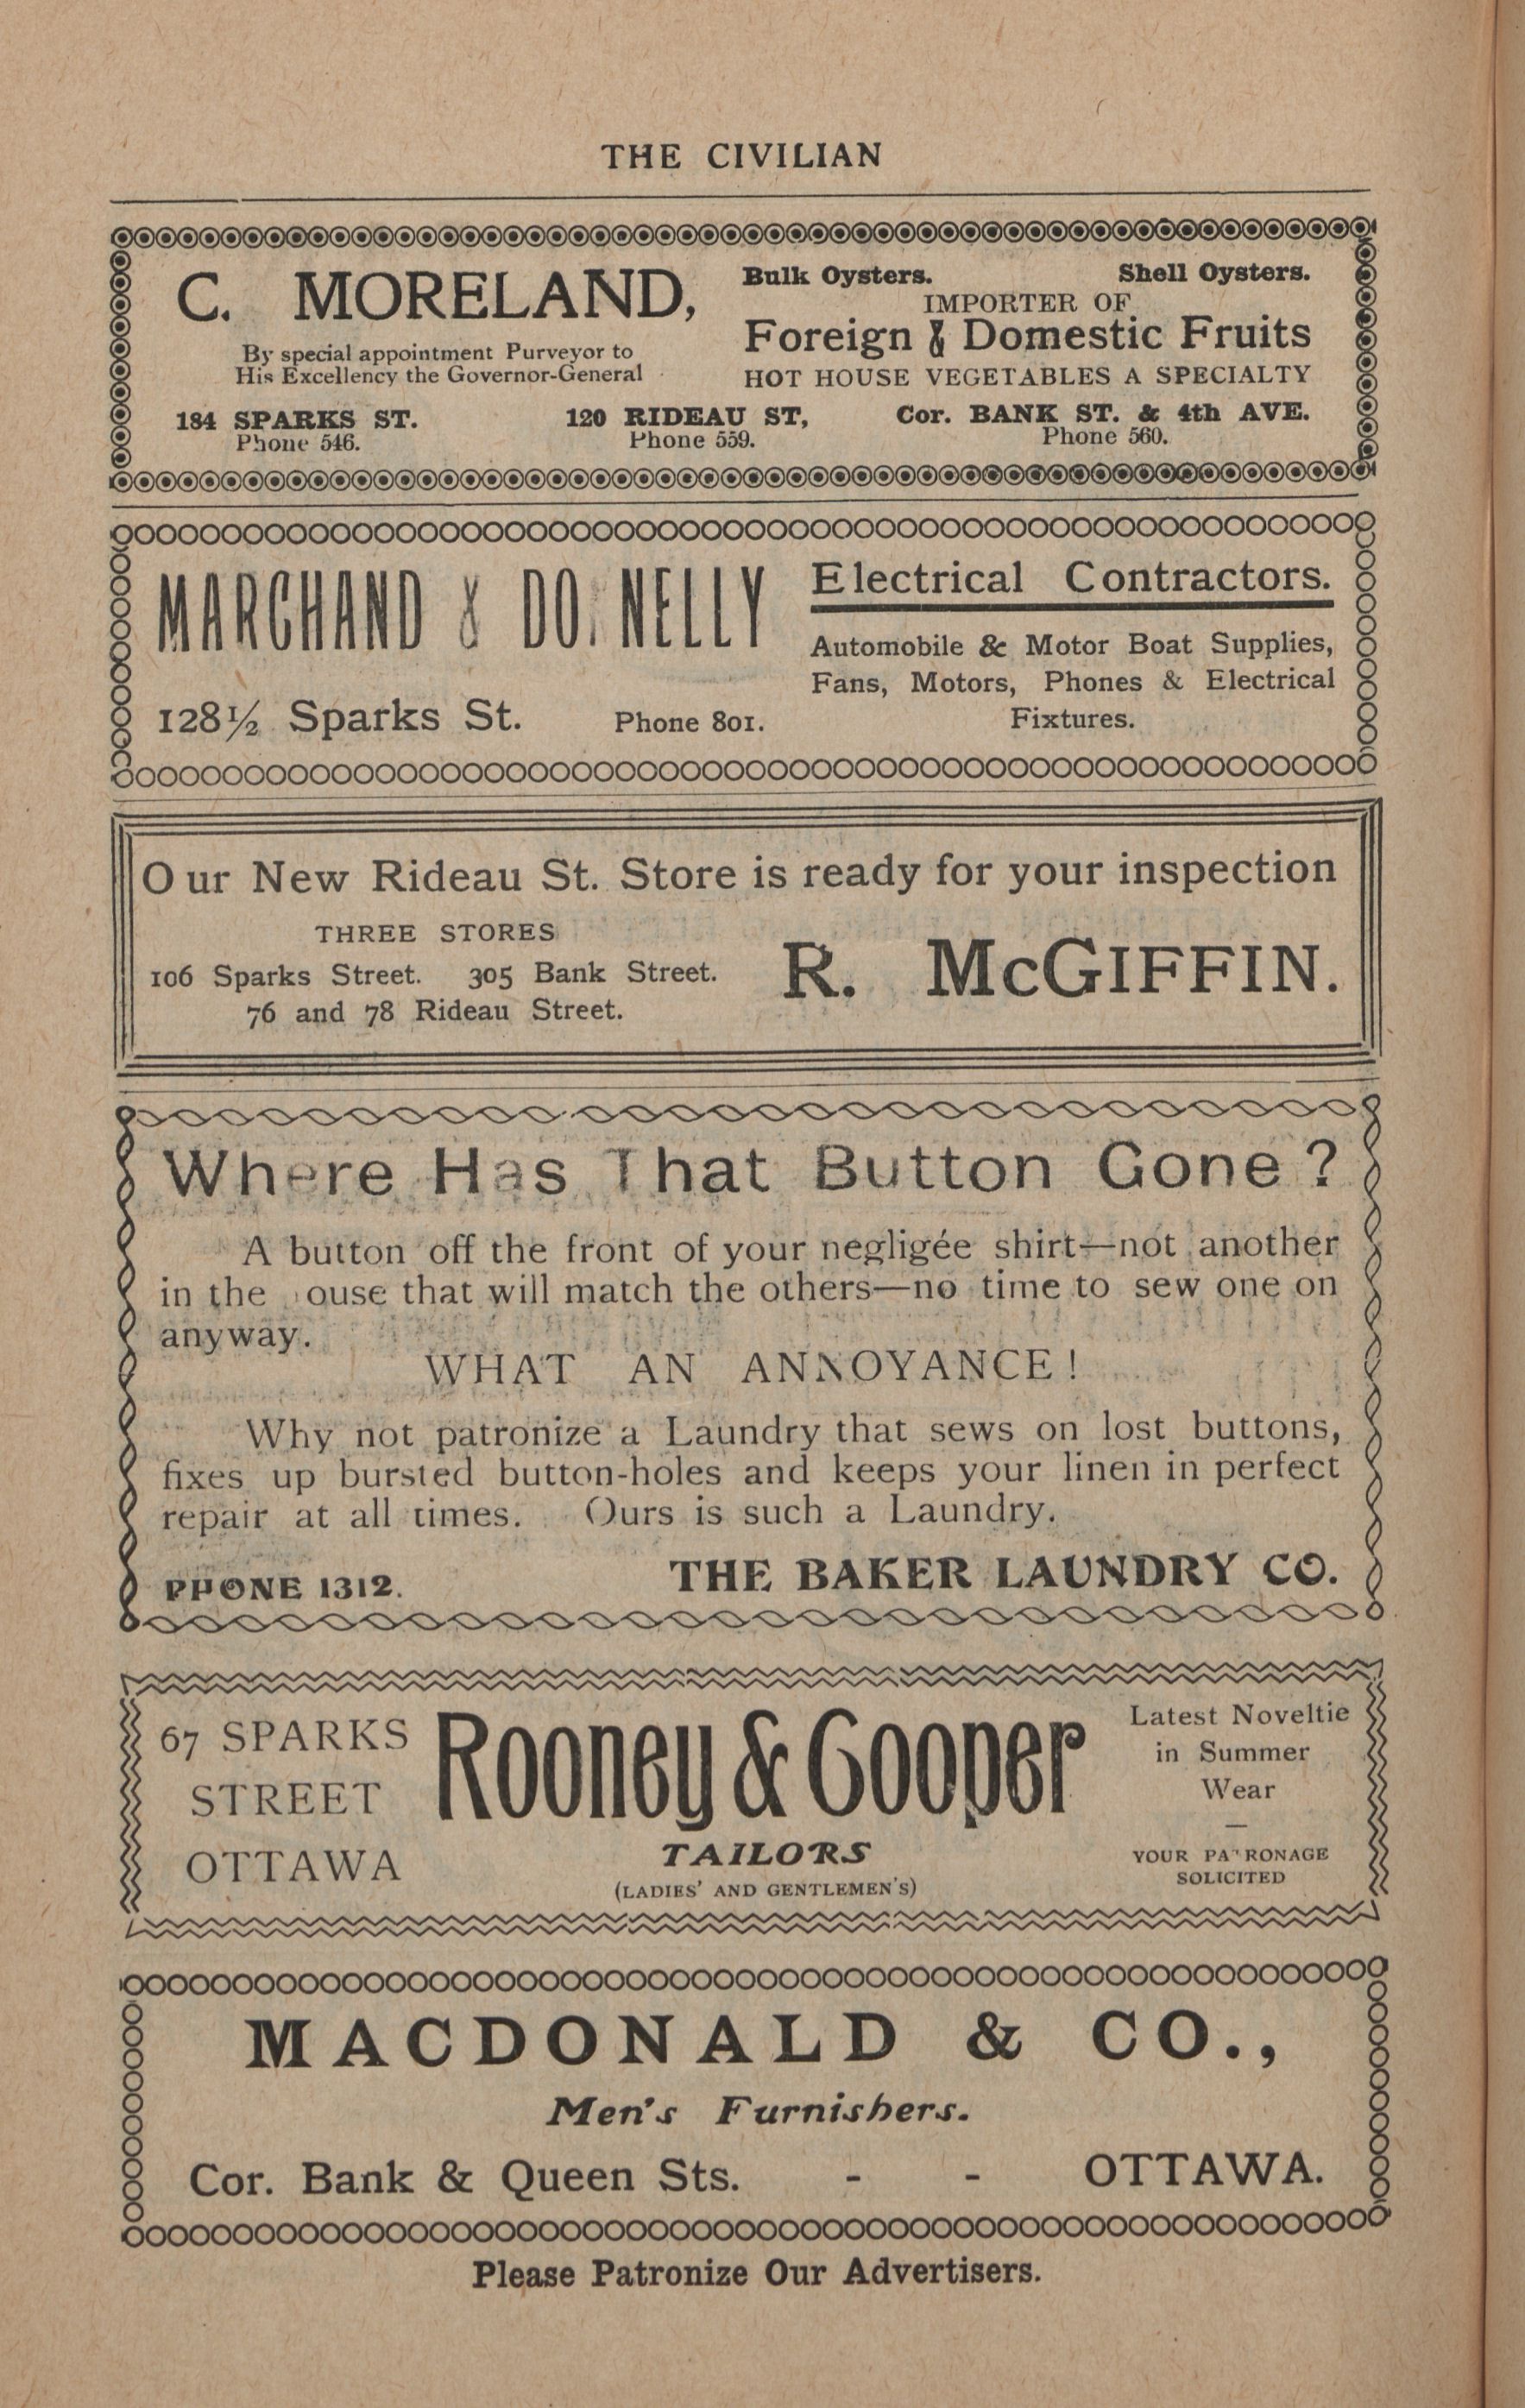 THE CIVILIAN
C. MORELAND,
By special appointment Purveyor to
His Excellency the Governor-General
Bulk Oysters. Shell Oysters.
IMPORTER OF
Foreign & Domestic Fruits
HOT HOUSE VEGETABLES A SPECIALTY
184 SPARKS ST. 120 RIDEAU ST, Cor. BANK ST. & 4th AVE.
Phone 546. Phone 559. Phone 560.
MARCHAND & DONNELLY
128½ Sparks St. Phone 801.
Electrical Contractors.
Automobile & Motor Boat Supplies,
Fans, Motors, Phones & Electrical
Fixtures.
Our New Rideau St. Store is ready for your inspection
THREE STORES
106 Sparks Street. 305 Bank Street.
76 and 78 Rideau Street.
R. McGIFFIN.
Where Has That Button Gone?
A button off the front of your negligée shirt—not another
in the ouse that will match the others—no time to sew one on
anyway.
WHAT AN ANNOYANCE!
Why not patronize a Laundry that sews on lost buttons,
fixes up bursted button-holes and keeps your linen in perfect
repair at all times. Ours is such a Laundry.
PHONE 1312. THE BAKER LAUNDRY CO.
67 SPARKS
STREET
OTTAWA
Rooney & Cooper
TAILORS
(LADIES' AND GENTLEMEN'S)
Latest Noveltie
in Summer
Wear
—
YOUR PATRONAGE
SOLICITED
MACDONALD & CO.,
Men's Furnishers.
Cor. Bank & Queen Sts. - - OTTAWA.
Please Patronize Our Advertisers.